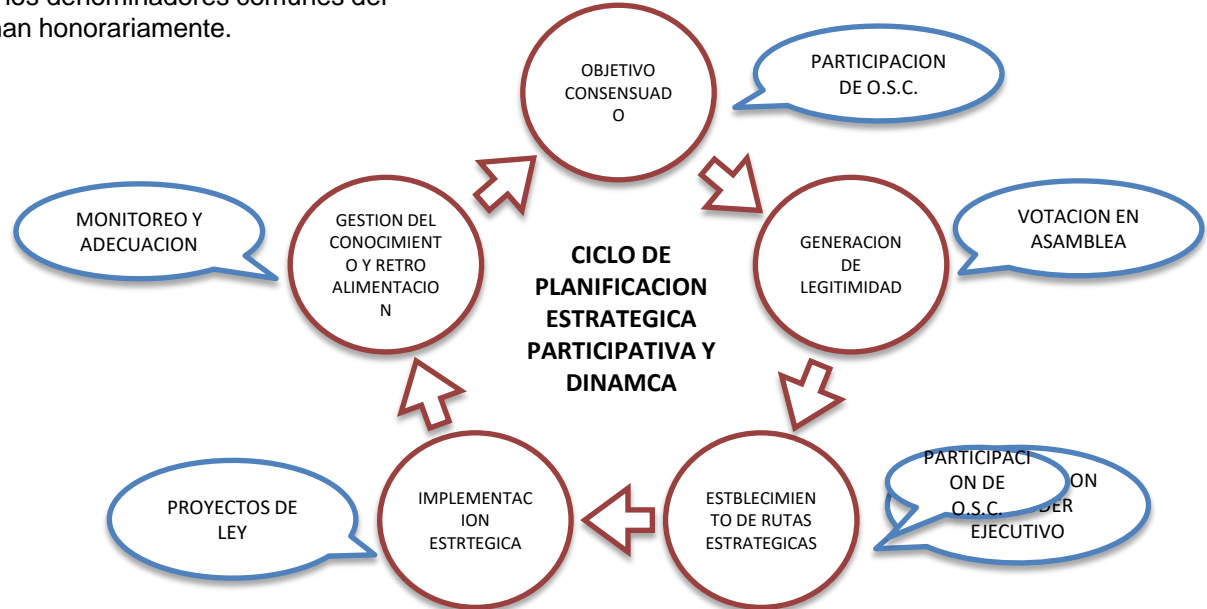 los denominadores comunes del
an honorariamente.
OBJETIVO
CONSENSUAD
O
PARTICIPACION
DE O.S.C.
MONITOREO Y
ADECUACION
GESTION DEL
CONOCIMIENT
O Y RETRO
ALIMENTACIO
N
CICLO DE
PLANIFICACION
ESTRATEGICA
PARTICIPATIVA Y
DINAMCA
GENERACION
DE
LEGITIMIDAD
VOTACION EN
ASAMBLEA
PROYECTOS DE
LEY
IMPLEMENTAC
ION
ESTRTEGICA
ESTBLECIMIEN
TO DE RUTAS
ESTRATEGICAS
PARTICIPACI
ON DE
O.S.C.
ON
DER
EJECUTIVO